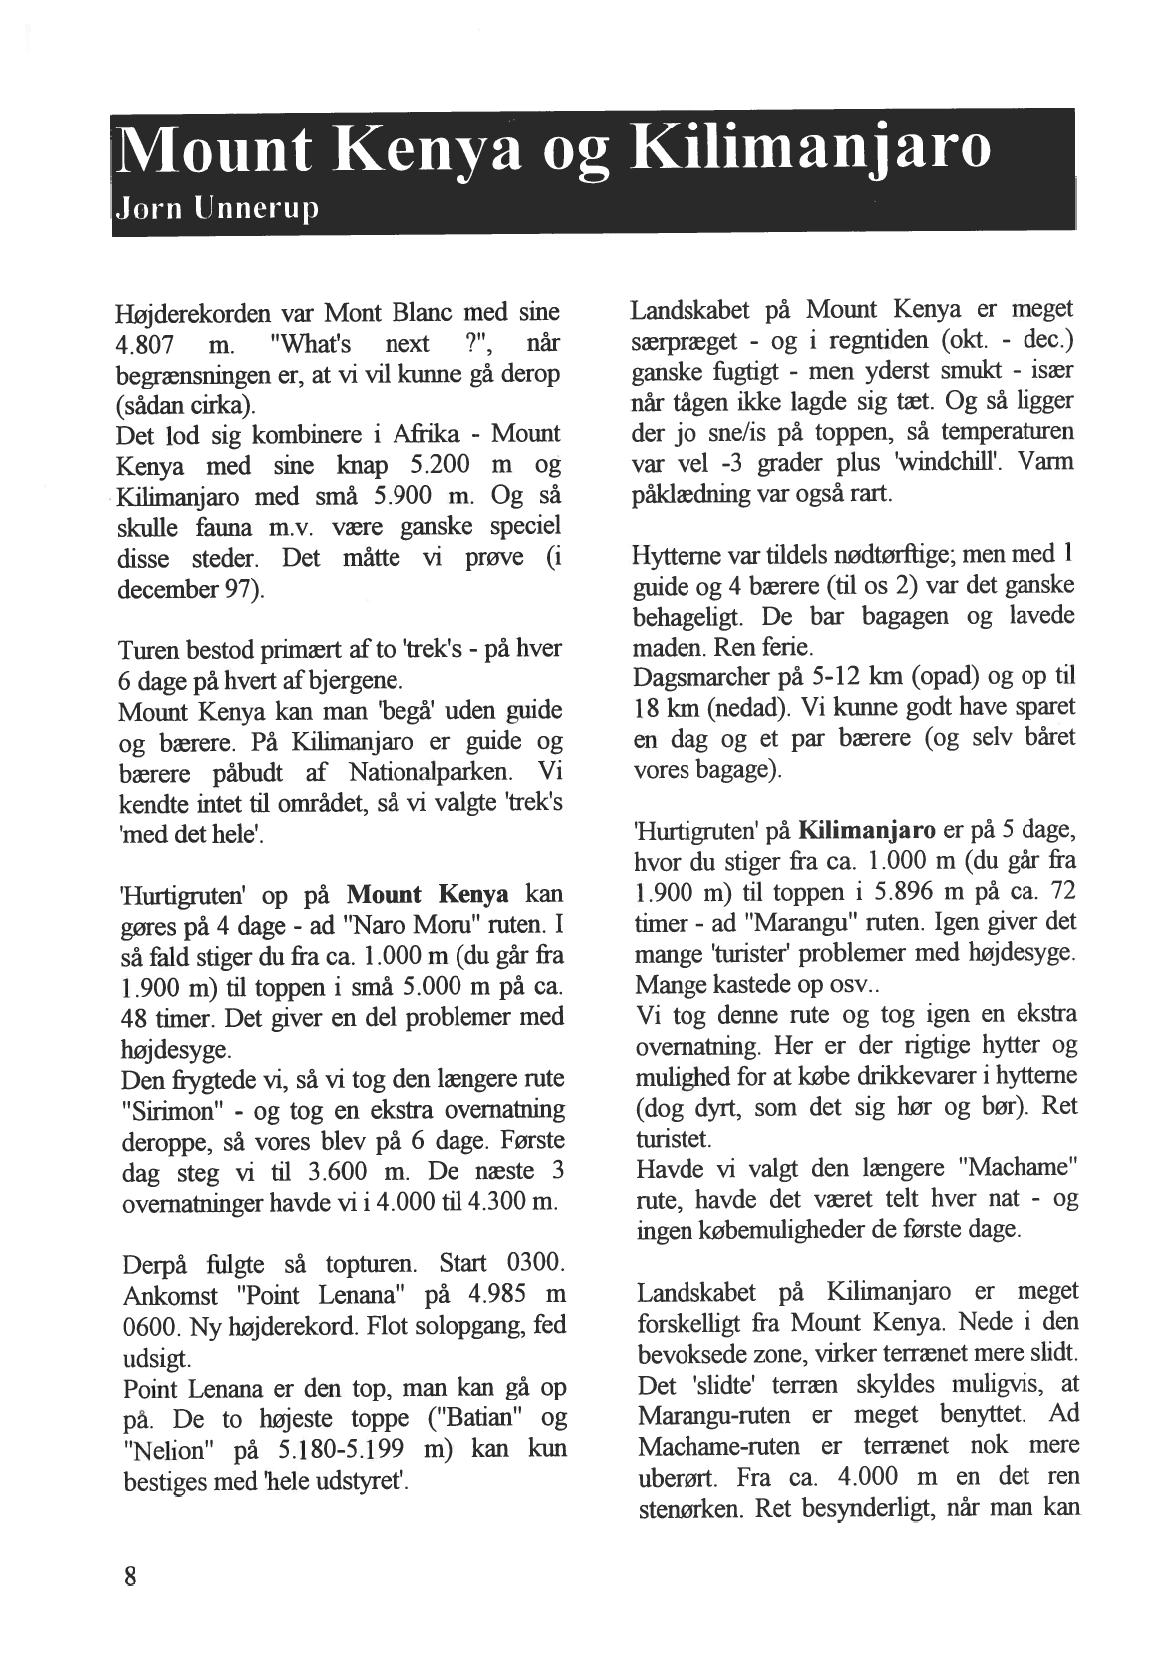 Mount Kenya og Kilimanjaro
Jorn Unnerup
Højderekorden var Mont Blanc med sine
4.807 m. "What's next ?", når
begrænsningen er, at vi vil kunne gå derop
(sådan cirka).
Det lod sig kombinere i Afrika - Mount
Kenya med sine knap 5.200 m og
Kilimanjaro med små 5.900 m. Og så
skulle fauna m.v. være ganske speciel
disse steder. Det måtte vi prøve (i
december 97).
Turen bestod primært af to 'trek's - på hver
6 dage på hvert af bjergene.
Mount Kenya kan man 'begå' uden guide
og bærere. På Kilimanjaro er guide og
bærere påbudt af Nationalparken. Vi
kendte intet til området, så vi valgte 'trek's
'med det hele'.
'Hurtigruten' op på Mount Kenya kan
gøres på 4 dage - ad "Naro Moru" ruten. I
så fald stiger du fra ca. 1.000 m (du går fra
1.900 m) til toppen i små 5.000 m på ca.
48 timer. Det giver en del problemer med
højdesyge.
Den frygtede vi, så vi tog den længere rute
"Sirimon" - og tog en ekstra overnatning
deroppe, så vores blev på 6 dage. Første
dag steg vi til 3.600 m. De næste 3
overnatninger havde vi i 4.000 til 4.300 m.
Derpå fulgte så topturen. Start 0300.
Ankomst "Point Lenana" på 4.985 m
0600. Ny højderekord. Flot solopgang, fed
udsigt.
Point Lenana er den top, man kan gå op
på. De to højeste toppe ("Batian" og
"Nelion" på 5.180-5.199 m) kan kun
bestiges med 'hele udstyret'.
Landskabet på Mount Kenya er meget
særpræget - og i regntiden (okt. - dec.)
ganske fugtigt - men yderst smukt - især
når tågen ikke lagde sig tæt. Og så ligger
der jo sne/is på toppen, så temperaturen
var vel -3 grader plus 'windchill'. Varm
påklædning var også rart.
Hytterne var tildels nødtørftige; men med 1
guide og 4 bærere (til os 2) var det ganske
behageligt. De bar bagagen og lavede
maden. Ren ferie.
Dagsmarcher på 5-12 km (opad) og op til
18 km (nedad). Vi kunne godt have sparet
en dag og et par bærere (og selv båret
vores bagage).
'Hurtigruten' på Kilimanjaro er på 5 dage,
hvor du stiger fra ca. 1.000 m (du går fra
1.900 m) til toppen i 5.896 m på ca. 72
timer - ad "Marangu" ruten. Igen giver det
mange 'turister' problemer med højdesyge.
Mange kastede op osv..
Vi tog denne rute og tog igen en ekstra
overnatning. Her er der rigtige hytter og
mulighed for at købe drikkevarer i hytterne
(dog dyrt, som det sig hør og bør). Ret
turistet.
Havde vi valgt den længere "Machame"
rute, havde det været telt hver nat - og
ingen købemuligheder de første dage.
Landskabet på Kilimanjaro er meget
forskelligt fra Mount Kenya. Nede i den
bevoksede zone, virker terrænet mere slidt.
Det 'slidte' terræn skyldes muligvis, at
Marangu-ruten er meget benyttet. Ad
Machame-ruten er terrænet nok mere
uberørt. Fra ca. 4.000 m en det ren
stenørken. Ret besynderligt, når man kan
8